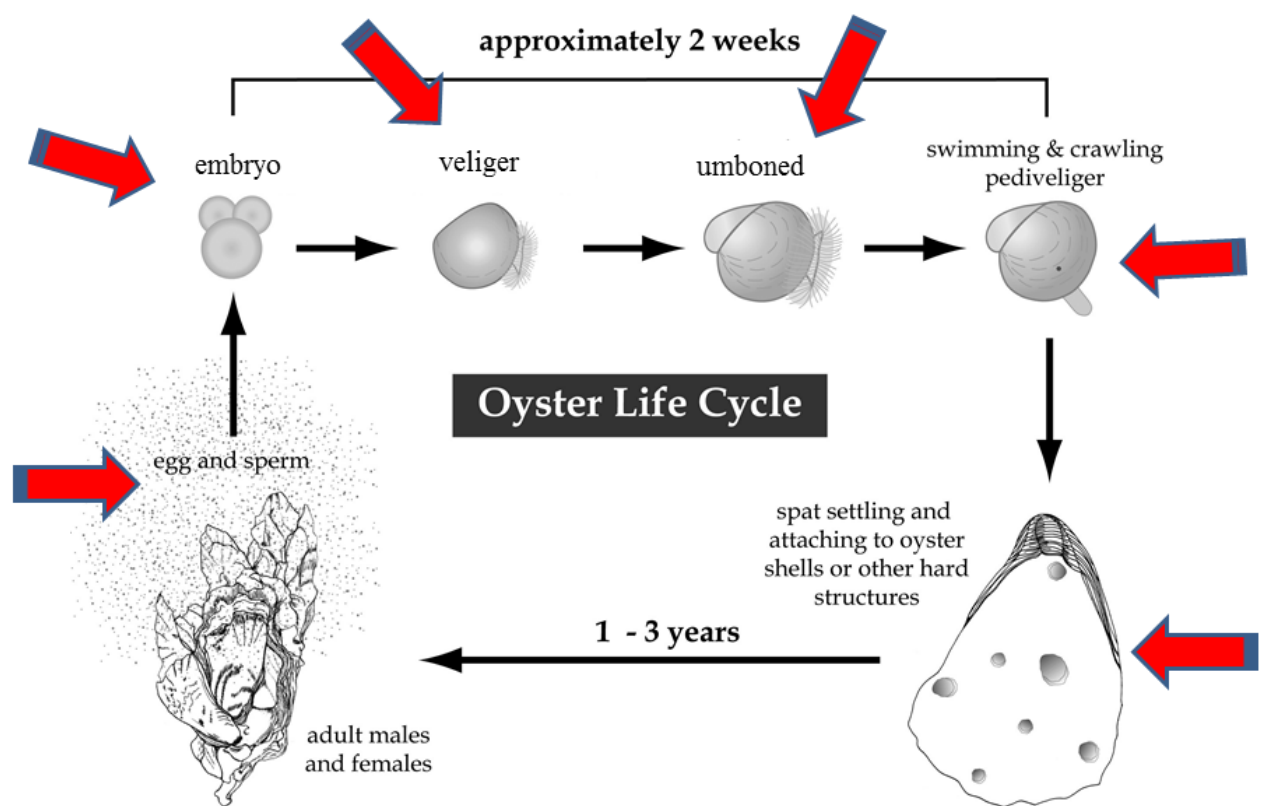 approximately 2 weeks
embryo
veliger
umboned
swimming & crawling
pediveliger
Oyster Life Cycle
egg and sperm
spat settling and
attaching to oyster
shells or other hard
structures
1 - 3 years
adult males
and females